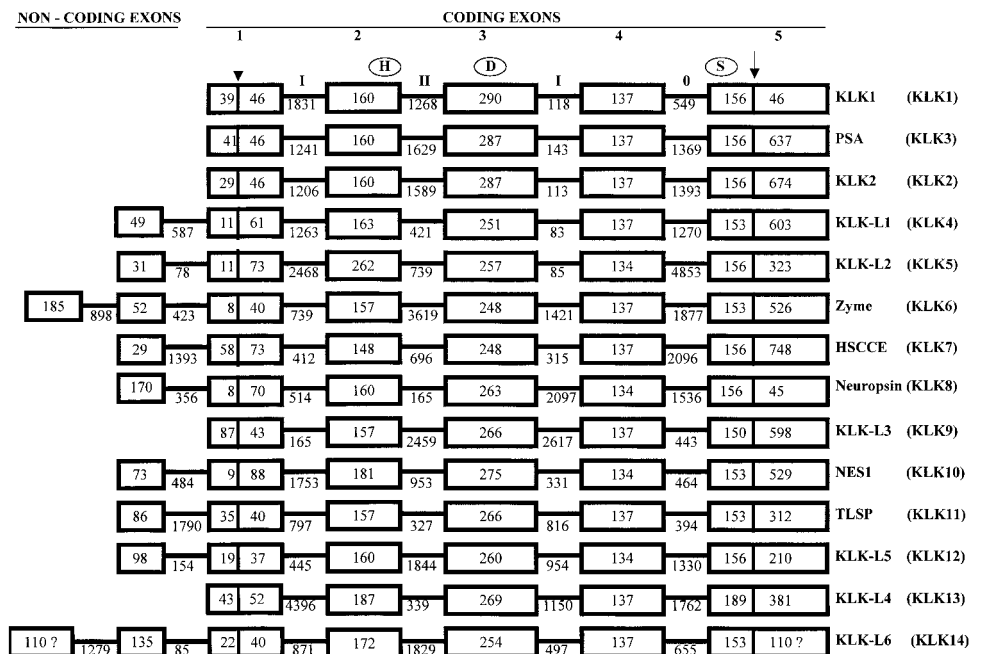 NON - CODING EXONS CODING EXONS
1 2 3 4 5
H D S
I II I 0
39 46 1831 160 1268 290 118 137 549 156 46 KLK1 (KLK1)
41 46 1241 160 1629 287 143 137 1369 156 637 PSA (KLK3)
29 46 1206 160 1589 287 113 137 1393 156 674 KLK2 (KLK2)
49 587 11 61 1263 163 421 251 83 137 1270 153 603 KLK-L1 (KLK4)
31 78 11 73 2468 262 739 257 85 134 4853 156 323 KLK-L2 (KLK5)
185 898 52 423 8 40 739 157 3619 248 1421 137 1877 153 526 Zyme (KLK6)
29 1393 58 73 412 148 696 248 315 137 2096 156 748 HSCCE (KLK7)
170 356 8 70 514 160 165 263 2097 134 1536 156 45 Neuropsin (KLK8)
87 43 165 157 2459 266 2617 137 443 150 598 KLK-L3 (KLK9)
73 484 9 88 1753 181 953 275 331 134 464 153 529 NES1 (KLK10)
86 1790 35 40 797 157 327 266 816 137 394 153 312 TLSP (KLK11)
98 154 19 37 445 160 1844 260 954 134 1330 156 210 KLK-L5 (KLK12)
43 52 4396 187 339 269 1150 137 1762 189 381 KLK-L4 (KLK13)
110 ? 1279 135 85 22 40 871 172 1829 254 497 137 655 153 110 ? KLK-L6 (KLK14)